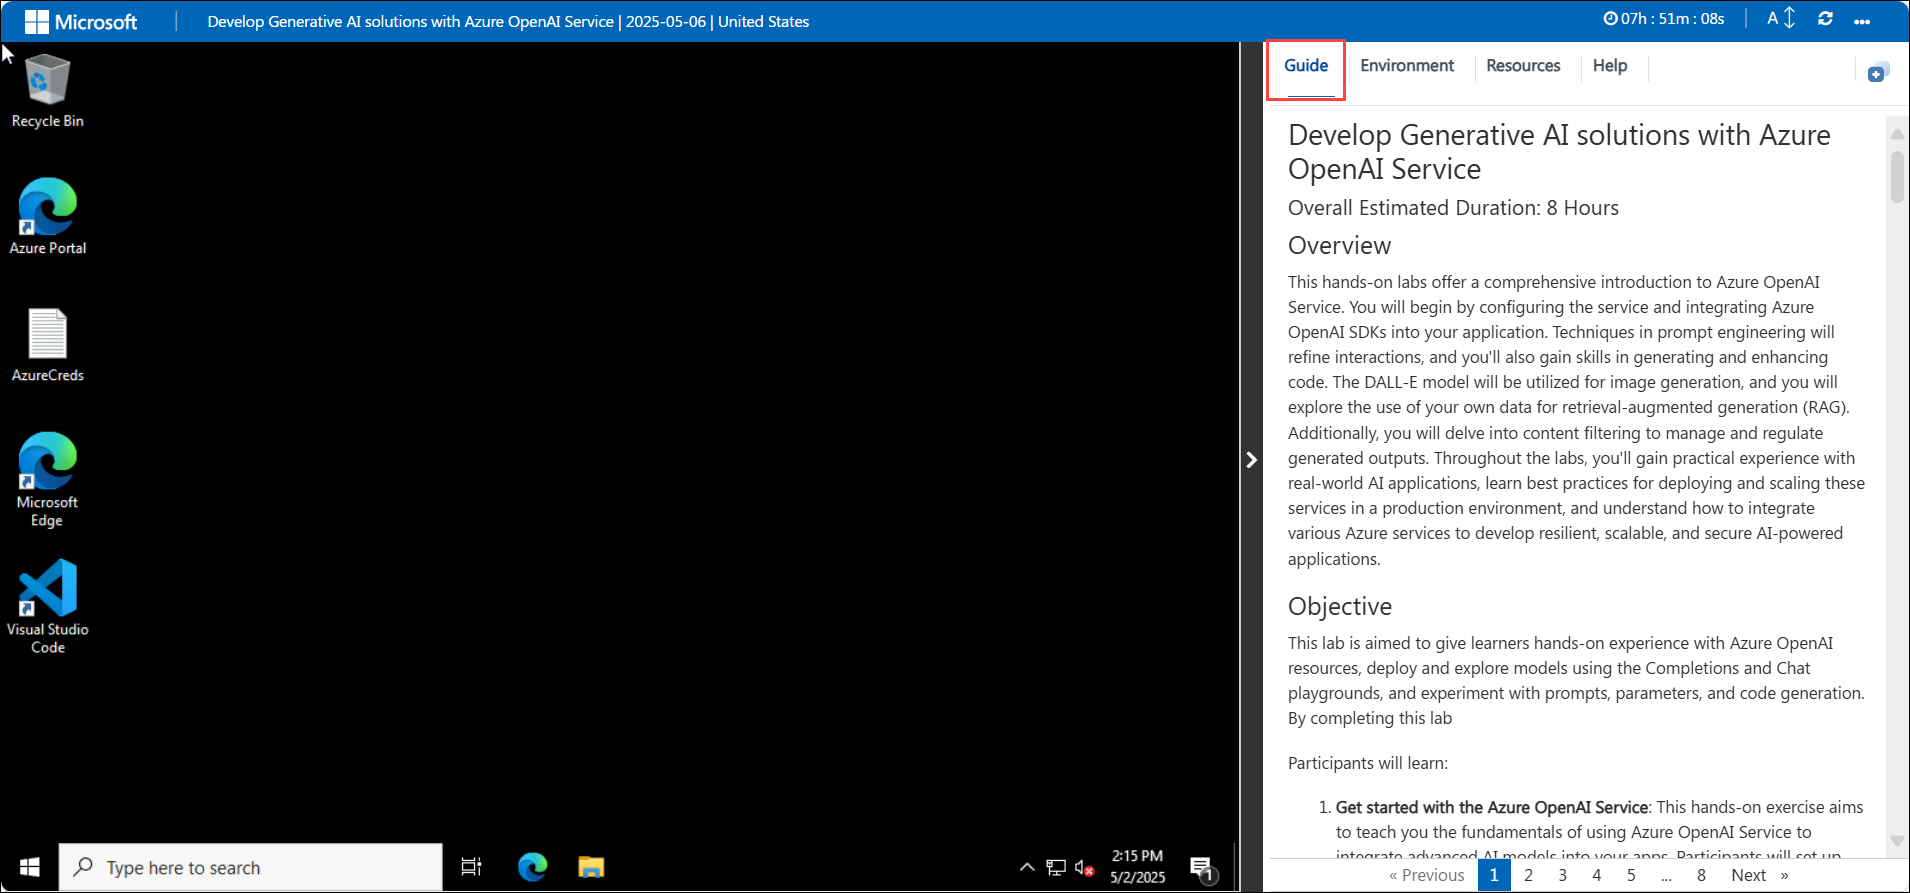 Microsoft
Develop Generative AI solutions with Azure OpenAI Service | 2025-05-06 | United States
07h : 51m : 08s
A
Recycle Bin
Azure Portal
AzureCreds
Microsoft
Edge
Visual Studio
Code
Guide
Environment
Resources
Help
Develop Generative AI solutions with Azure
OpenAI Service
Overall Estimated Duration: 8 Hours
Overview
This hands-on labs offer a comprehensive introduction to Azure OpenAI
Service. You will begin by configuring the service and integrating Azure
OpenAI SDKs into your application. Techniques in prompt engineering will
refine interactions, and you'll also gain skills in generating and enhancing
code. The DALL-E model will be utilized for image generation, and you will
explore the use of your own data for retrieval-augmented generation (RAG).
Additionally, you will delve into content filtering to manage and regulate
generated outputs. Throughout the labs, you'll gain practical experience with
real-world AI applications, learn best practices for deploying and scaling these
services in a production environment, and understand how to integrate
various Azure services to develop resilient, scalable, and secure AI-powered
applications.
Objective
This lab is aimed to give learners hands-on experience with Azure OpenAI
resources, deploy and explore models using the Completions and Chat
playgrounds, and experiment with prompts, parameters, and code generation.
By completing this lab
Participants will learn:
1. Get started with the Azure OpenAI Service: This hands-on exercise aims
to teach you the fundamentals of using Azure OpenAI Service to
integrate advanced AI models into your apps. Participants will set up
« Previous 1 2 3 4 5 ... 8 Next »
Type here to search
2:15 PM
5/2/2025
1